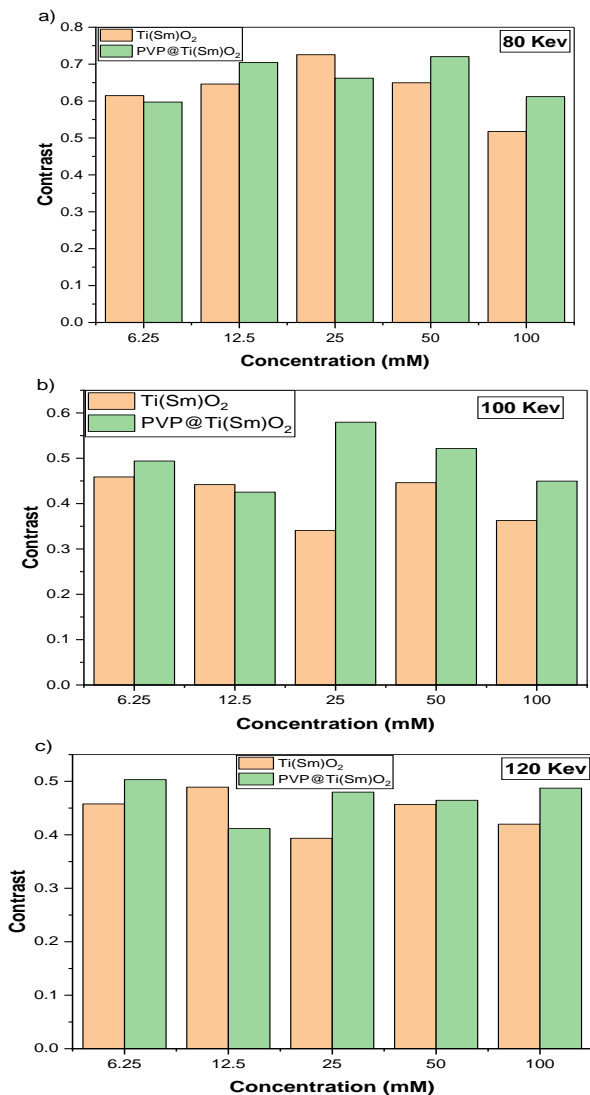 a)
Ti(Sm)O₂
PVP@Ti(Sm)O₂
80 Kev
0.8
0.7
0.6
0.5
0.4
0.3
0.2
0.1
0.0
Contrast
6.25 12.5 25 50 100
Concentration (mM)
b)
Ti(Sm)O₂
PVP@Ti(Sm)O₂
100 Kev
0.6
0.5
0.4
0.3
0.2
0.1
0.0
Contrast
6.25 12.5 25 50 100
Concentration (mM)
c)
Ti(Sm)O₂
PVP@Ti(Sm)O₂
120 Kev
0.5
0.4
0.3
0.2
0.1
0.0
Contrast
6.25 12.5 25 50 100
Concentration (mM)